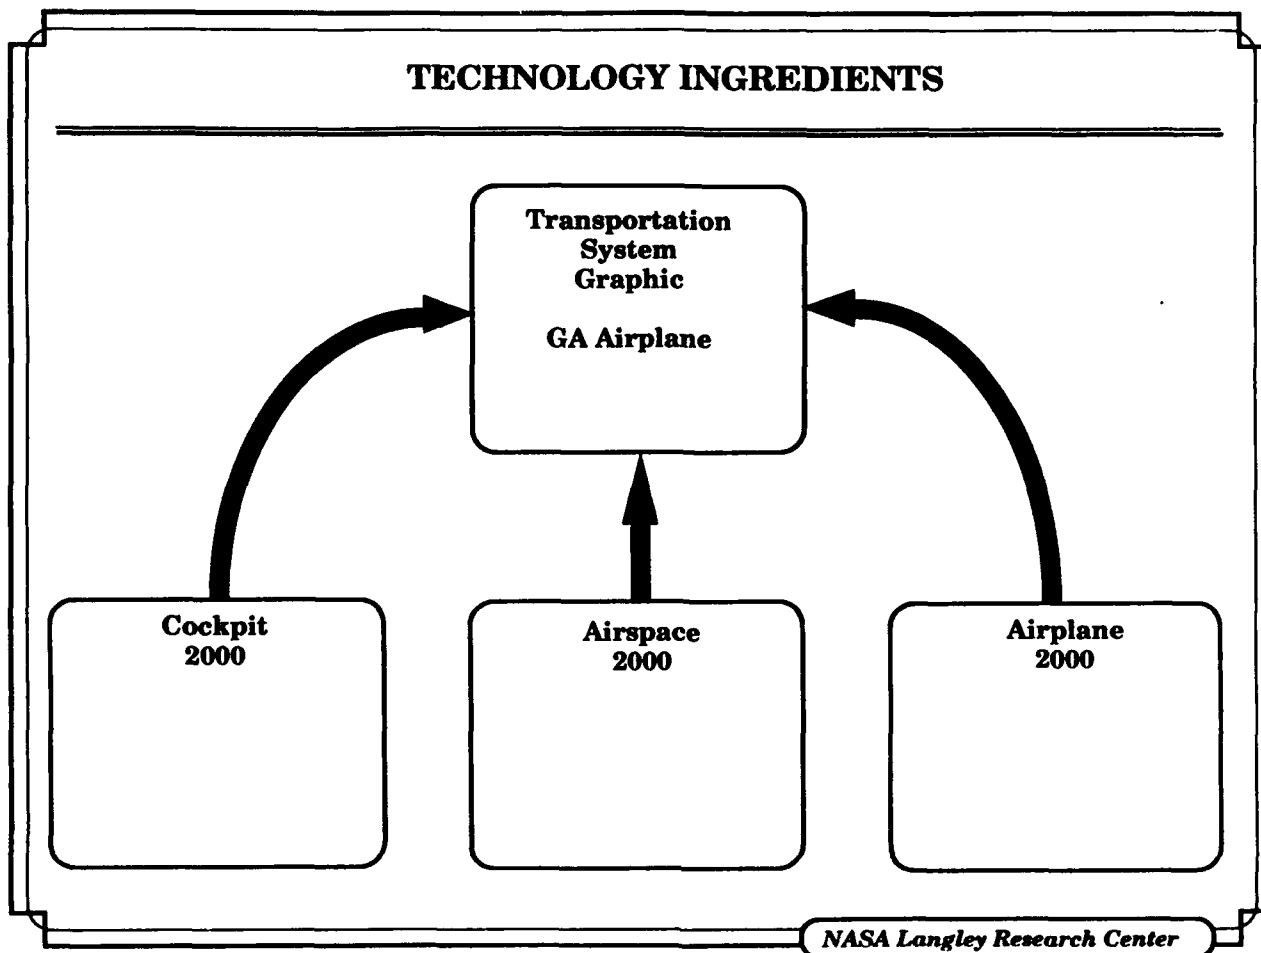 TECHNOLOGY INGREDIENTS
Transportation
System
Graphic
GA Airplane
Cockpit
2000
Airspace
2000
Airplane
2000
NASA Langley Research Center